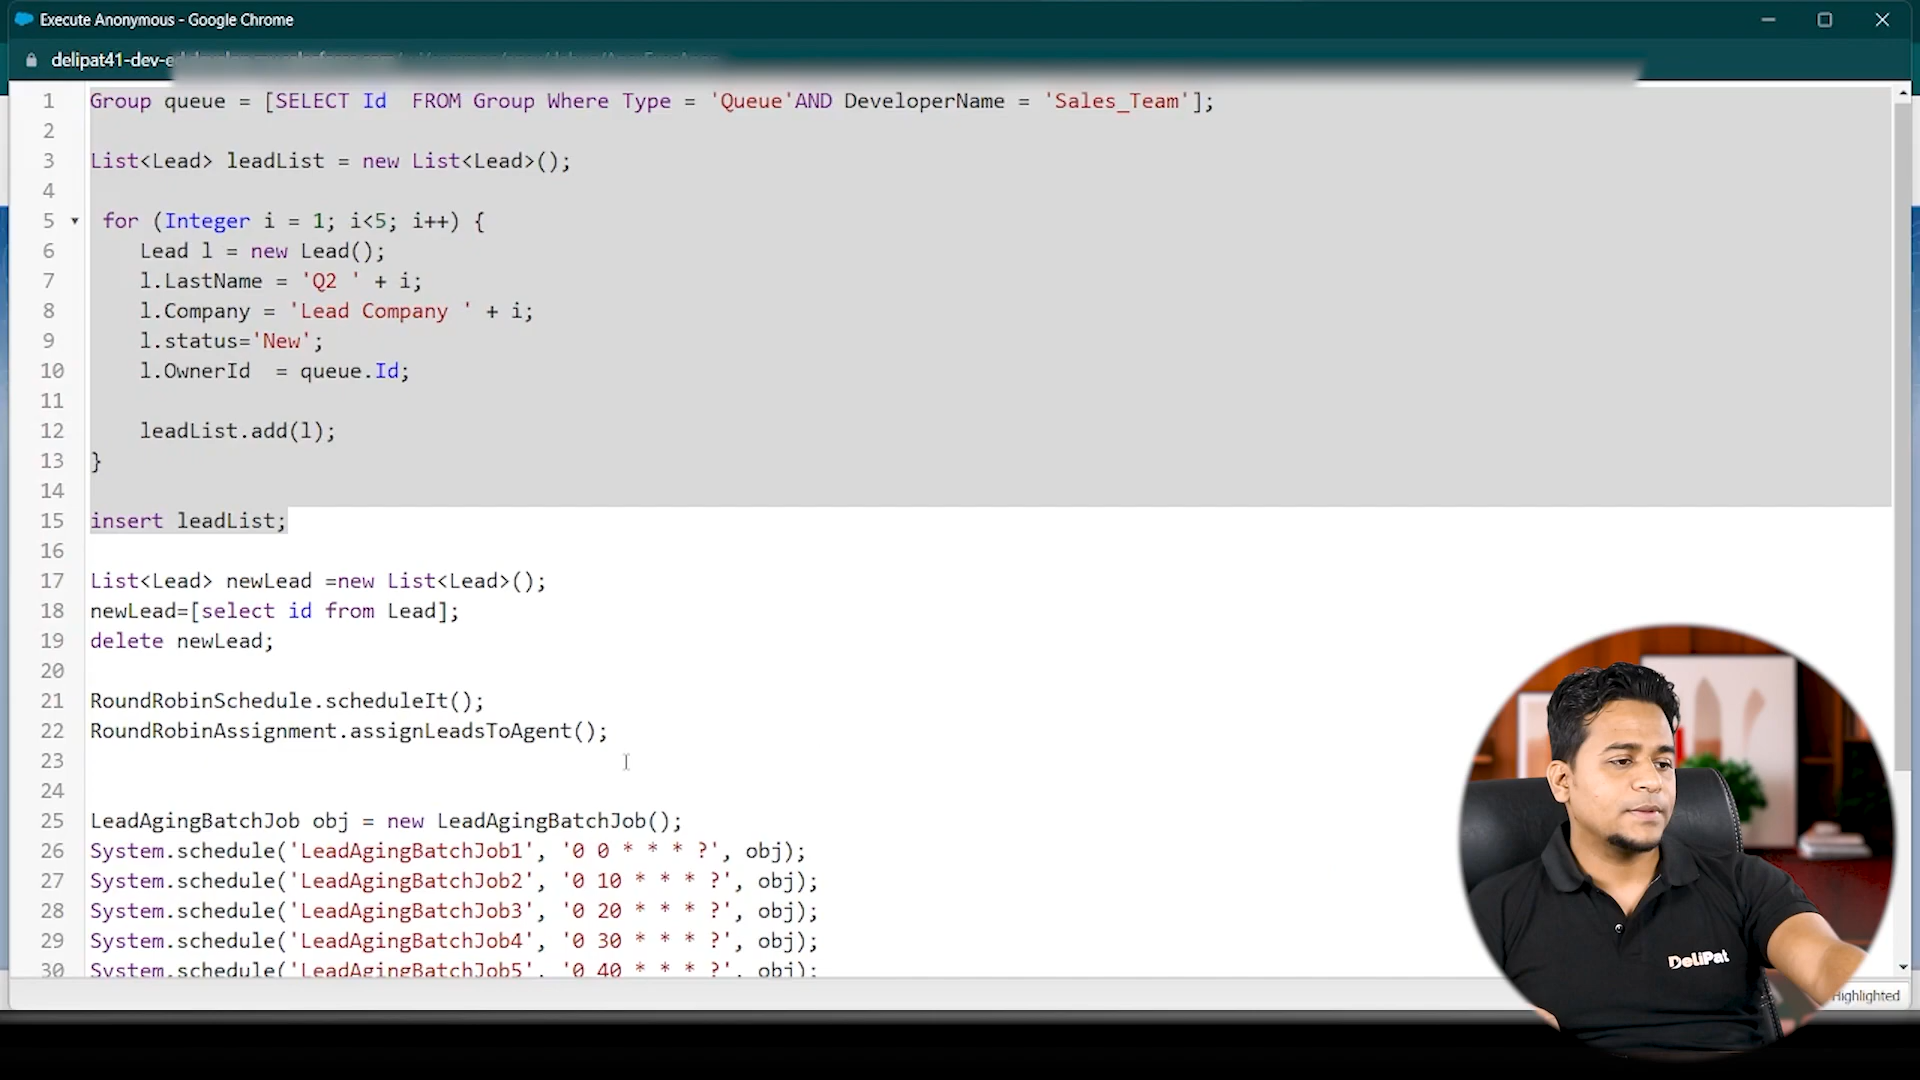 Execute Anonymous - Google Chrome
delipat41-dev-e
1 Group queue = [SELECT Id  FROM Group Where Type = 'Queue'AND DeveloperName = 'Sales_Team'];
2
3 List<Lead> leadList = new List<Lead>();
4
5 for (Integer i = 1; i<5; i++) {
6 Lead l = new Lead();
7 l.LastName = 'Q2 ' + i;
8 l.Company = 'Lead Company ' + i;
9 l.status='New';
10 l.OwnerId  = queue.Id;
11
12 leadList.add(l);
13 }
14
15 insert leadList;
16
17 List<Lead> newLead =new List<Lead>();
18 newLead=[select id from Lead];
19 delete newLead;
20
21 RoundRobinSchedule.scheduleIt();
22 RoundRobinAssignment.assignLeadsToAgent();
23
24
25 LeadAgingBatchJob obj = new LeadAgingBatchJob();
26 System.schedule('LeadAgingBatchJob1', '0 0 * * * ?', obj);
27 System.schedule('LeadAgingBatchJob2', '0 10 * * * ?', obj);
28 System.schedule('LeadAgingBatchJob3', '0 20 * * * ?', obj);
29 System.schedule('LeadAgingBatchJob4', '0 30 * * * ?', obj);
30 System.schedule('LeadAgingBatchJob5', '0 40 * * * ?', obj);
DeliPat
Highlighted